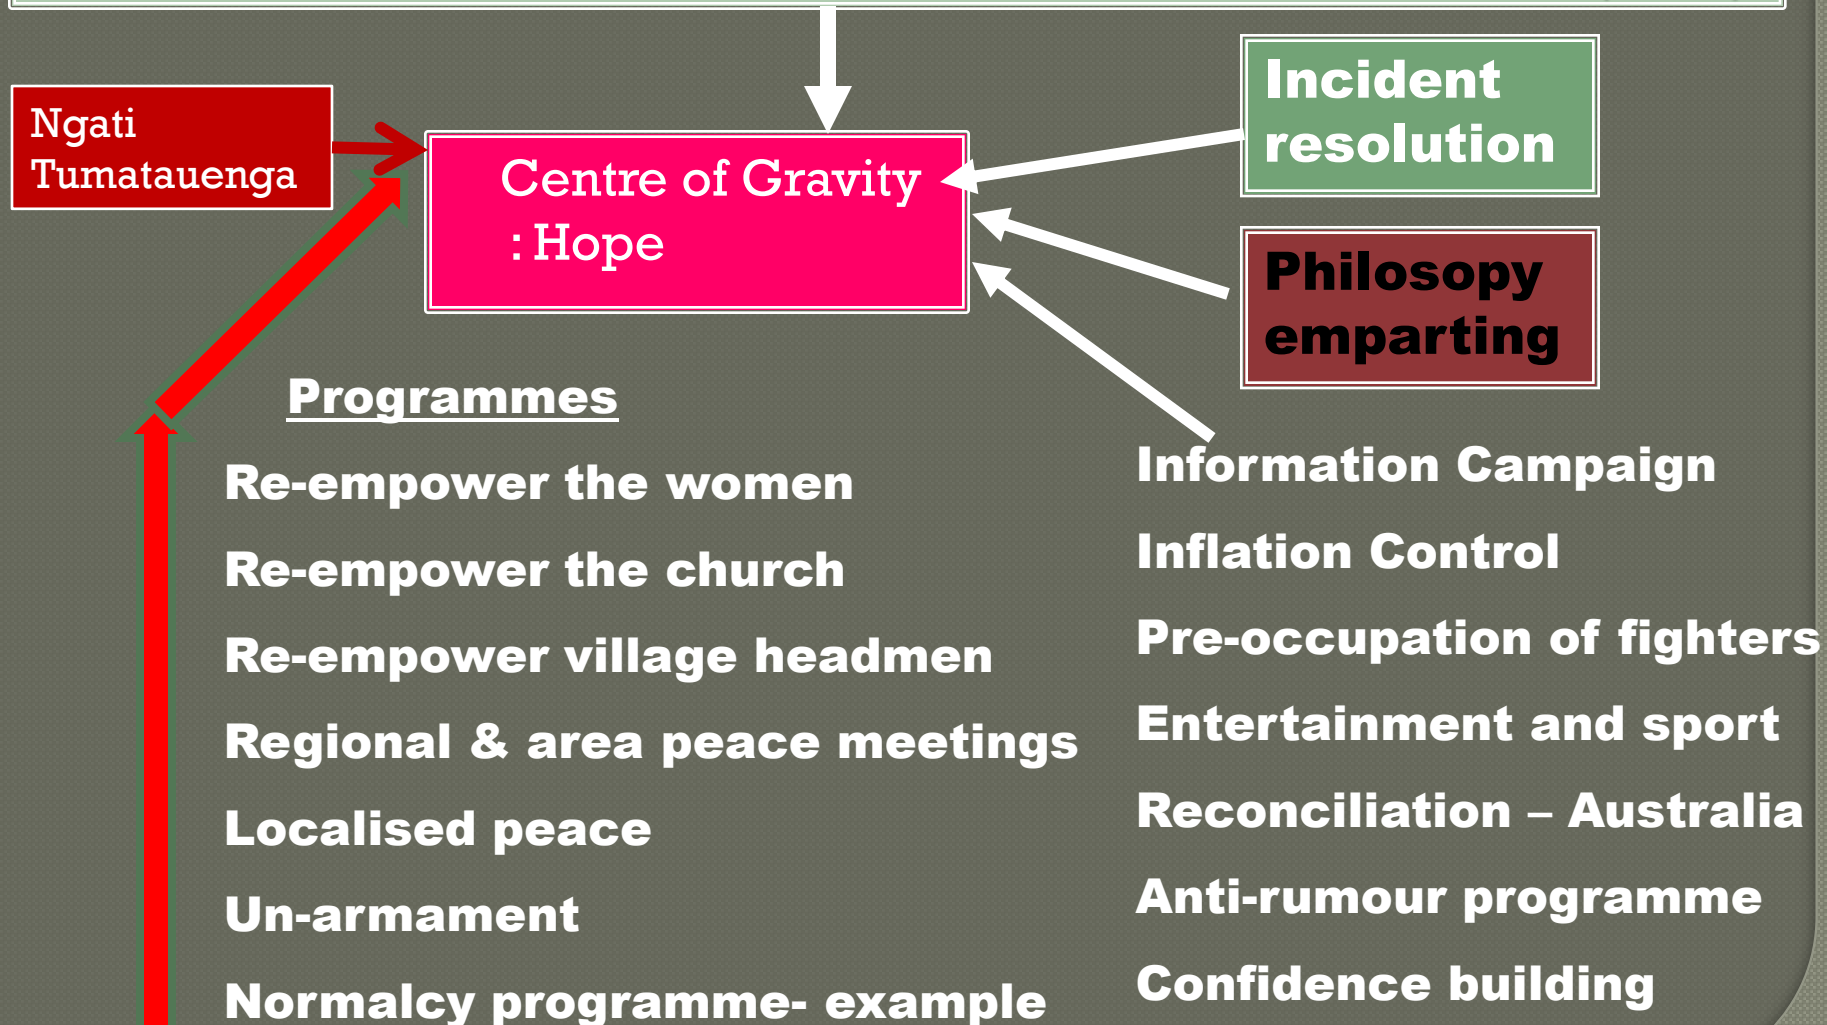 Ngati
Tumatauenga
Centre of Gravity
: Hope
Incident
resolution
Philosopy
emparting
Programmes
Re-empower the women
Re-empower the church
Re-empower village headmen
Regional & area peace meetings
Localised peace
Un-armament
Normalcy programme- example
Information Campaign
Inflation Control
Pre-occupation of fighters
Entertainment and sport
Reconciliation – Australia
Anti-rumour programme
Confidence building